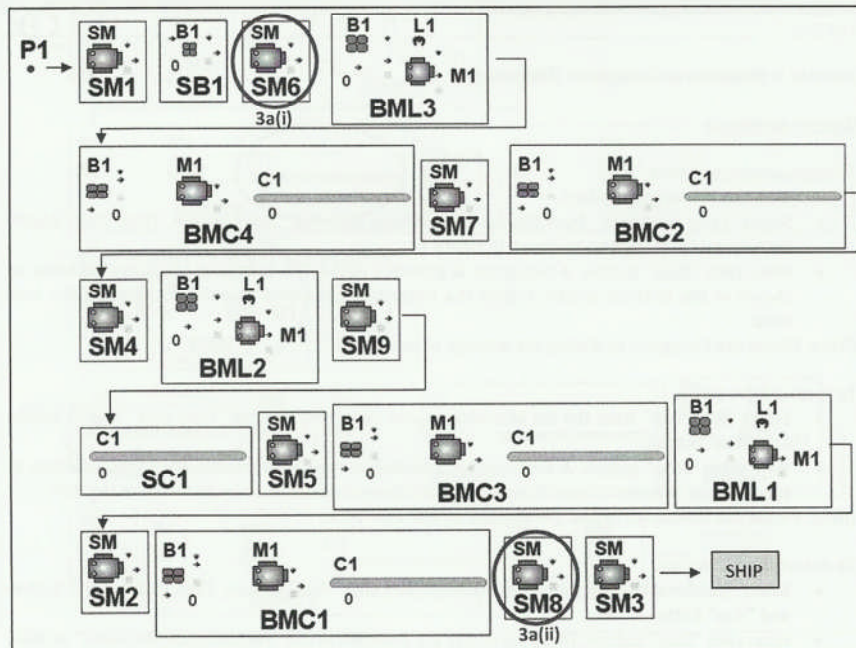 P1
SM
SM1
B1
0
SB1
SM
SM6
3a(i)
B1
0
L1
M1
BML3
B1
0
M1
C1
0
BMC4
SM
SM7
B1
0
M1
C1
0
BMC2
SM
SM4
B1
0
L1
M1
BML2
SM
SM9
C1
0
SC1
SM
SM5
B1
0
M1
C1
0
BMC3
B1
0
L1
M1
BML1
SM
SM2
B1
0
M1
C1
0
BMC1
SM
SM8
3a(ii)
SM
SM3
SHIP